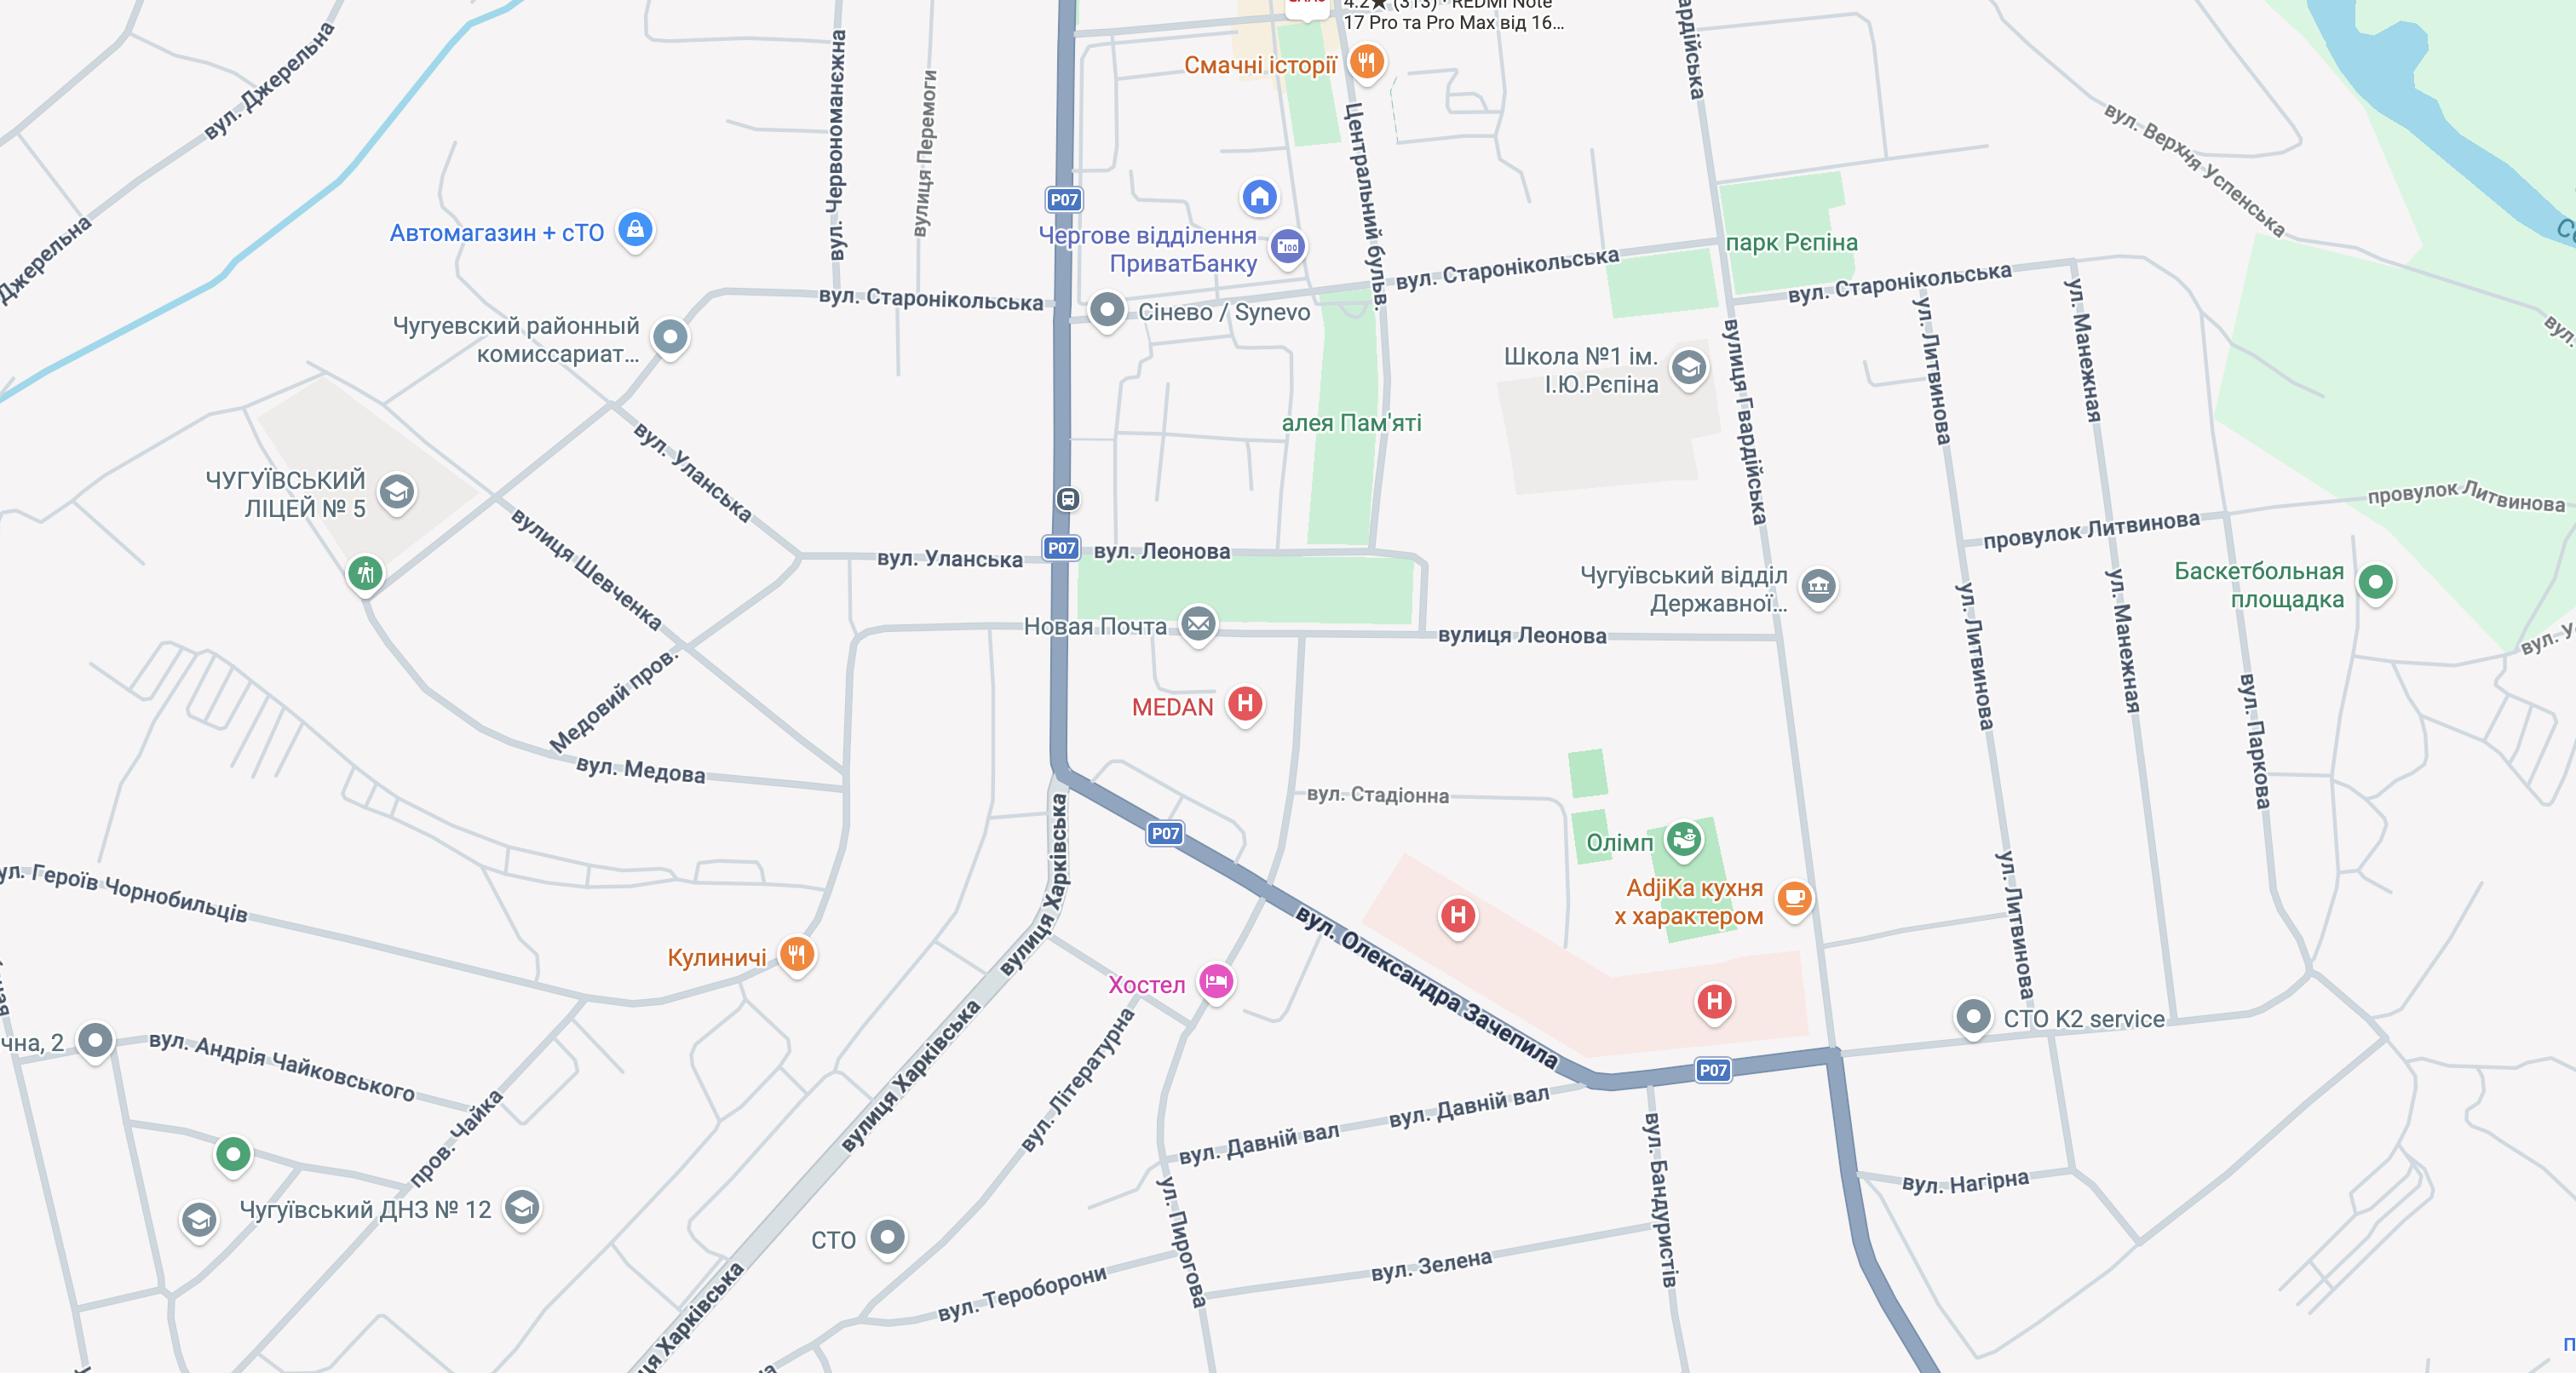 4.2★ (313) · REDMI Note
17 Pro та Pro Max від 16...
Смачні історії
вул. Джерельна
вул. Червономанєжна
вулиця Перемоги
Центральний бульв.
вул. Верхня Успенська
P07
Автомагазин + сТО
Чергове відділення
ПриватБанку
парк Рєпіна
Джерельна
вул. Старонікольська
вул. Старонікольська
вул. Старонікольська
Сінево / Synevo
Чугуевский районный
комиссариат...
Школа №1 ім.
І.Ю.Рєпіна
вулиця Гвардійська
ул. Литвинова
ул. Манежная
вул.
алея Пам'яті
вул. Уланська
ЧУГУЇВСЬКИЙ
ЛІЦЕЙ № 5
провулок Литвинова
провулок Литвинова
вулиця Шевченка
вул. Уланська
P07
вул. Леонова
Чугуївський відділ
Державної...
Баскетбольная
площадка
Новая Почта
вулиця Леонова
ул. Литвинова
ул. Манежная
Медовий пров.
MEDAN
вул. Паркова
вул. Медова
вул. Стадіонна
P07
вулиця Харківська
Олімп
AdjiKa кухня
х характером
ул. Героїв Чорнобильців
Кулиничі
вул. Олександра Зачепила
ул. Литвинова
Хостел
СТО K2 service
чна, 2
вул. Андрія Чайковського
вулиця Харківська
вул. Літературна
P07
пров. Чайка
вул. Давній вал
вул. Давній вал
вул. Бандуристів
вул. Нагірна
Чугуївський ДНЗ № 12
СТО
ул. Пирогова
вул. Зелена
вул. Тероборони
ця Харківська